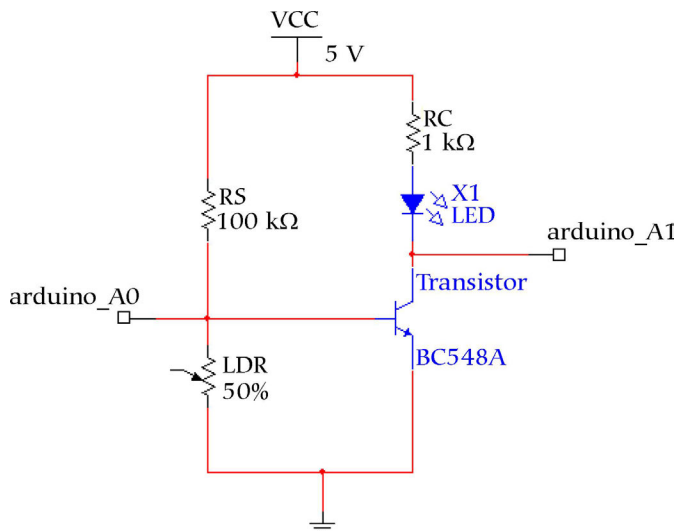 VCC
5 V
RC
1 kΩ
RS
100 kΩ
X1
LED
arduino_A1
arduino_A0
Transistor
LDR
50%
BC548A